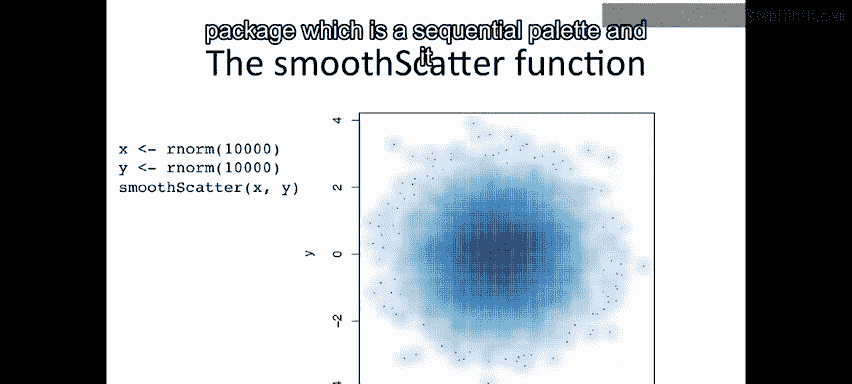 package which is a sequential palette and
it
The smoothScatter function
x <- rnorm(10000)
y <- rnorm(10000)
smoothScatter(x, y)
4
2
0
y
-2